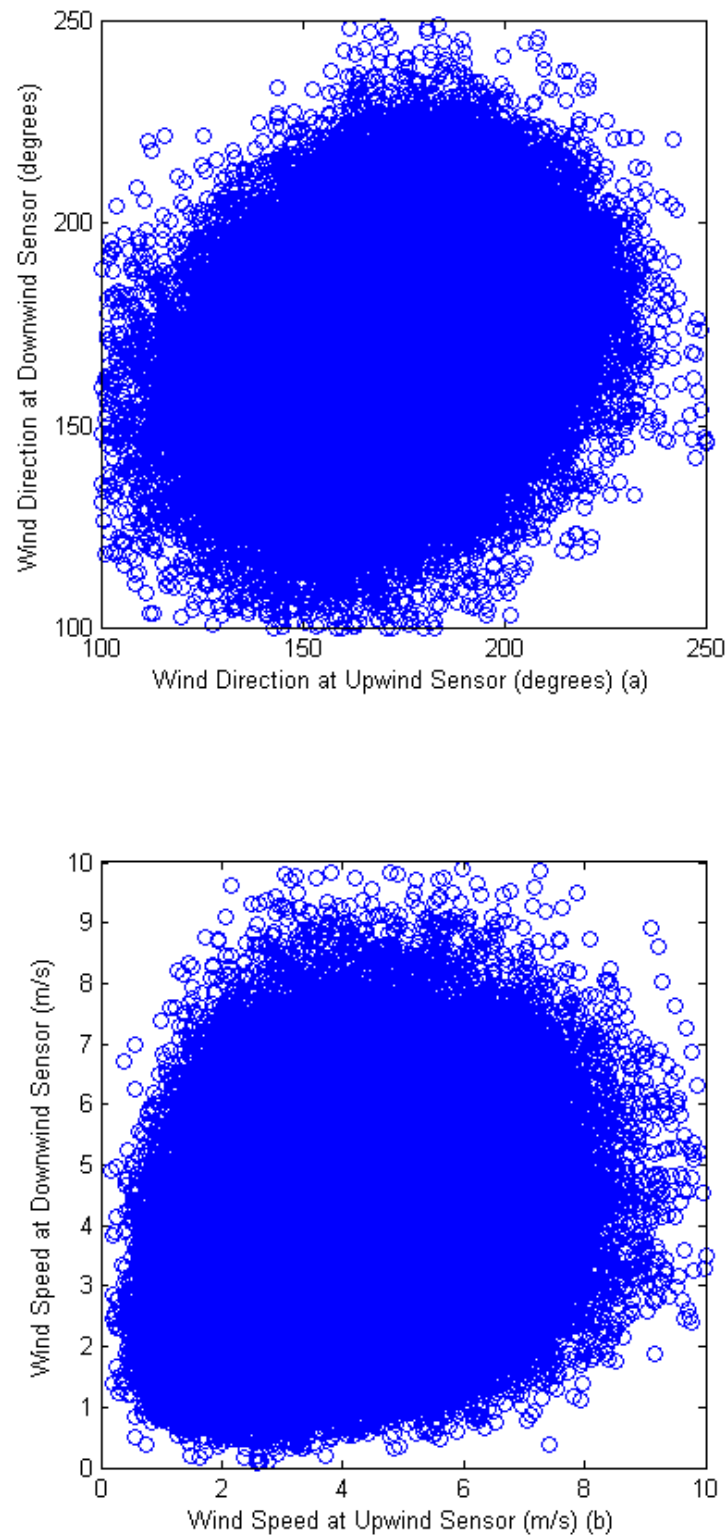 250
200
150
100
Wind Direction at Downwind Sensor (degrees)
100 150 200 250
Wind Direction at Upwind Sensor (degrees) (a)
10
9
8
7
6
5
4
3
2
1
0
Wind Speed at Downwind Sensor (m/s)
0 2 4 6 8 10
Wind Speed at Upwind Sensor (m/s) (b)